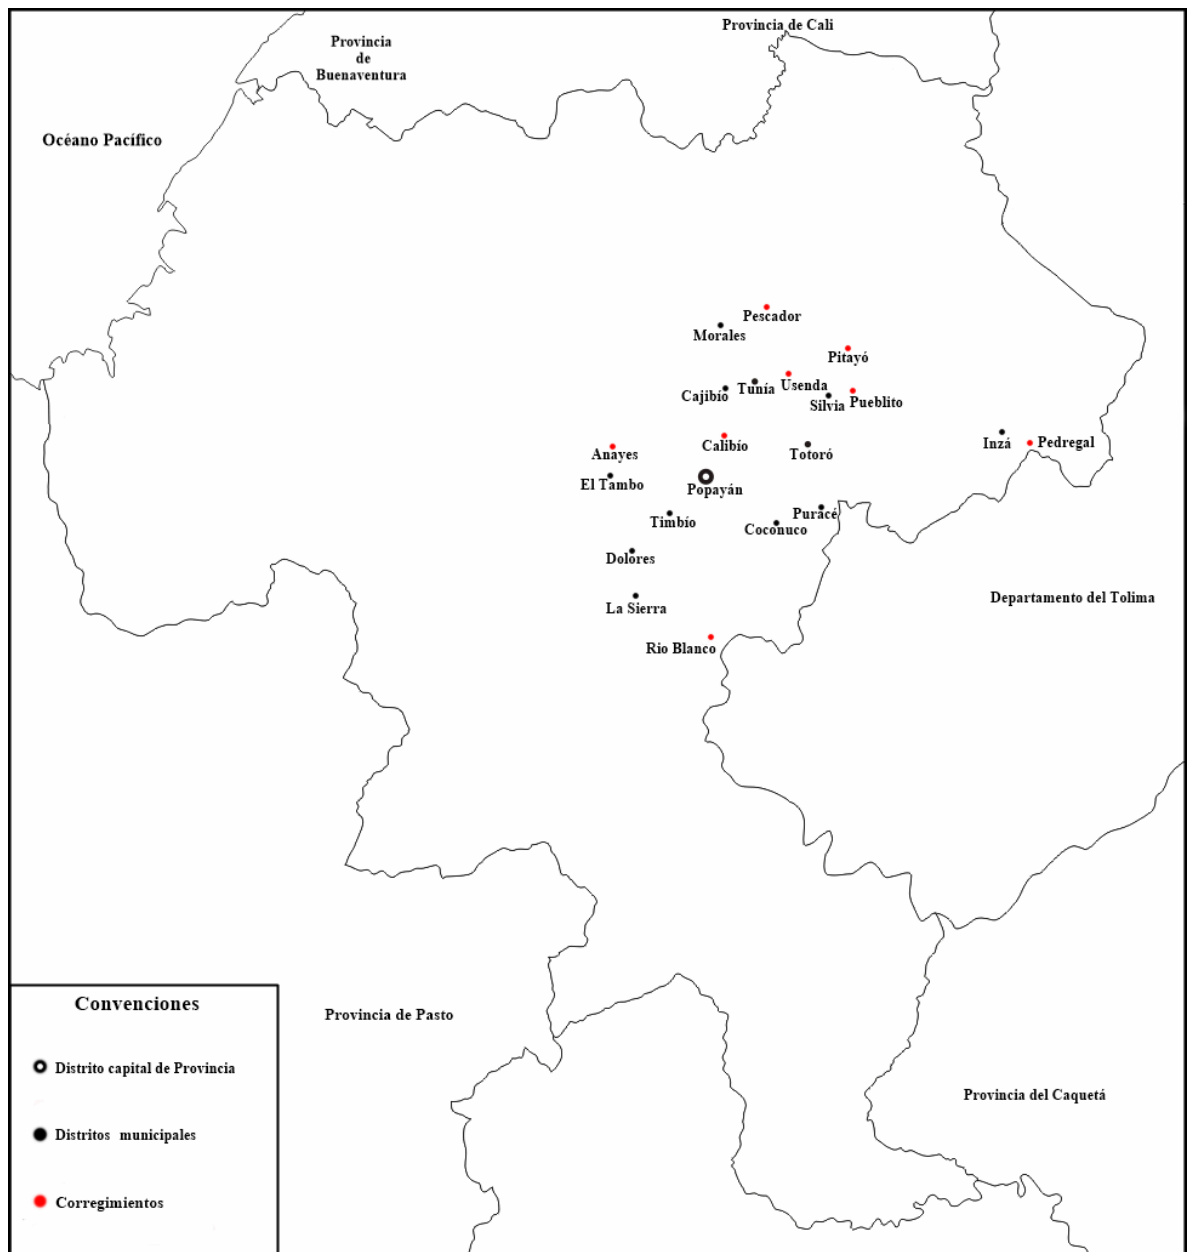 Provincia de Cali
Provincia
de
Buenaventura
Océano Pacífico
Pescador
Morales
Pitayó
Cajibío
Tunía
Usenda
Silvia
Pueblito
Calibío
Anayes
Totoró
Inzá
Pedregal
El Tambo
Popayán
Timbío
Puracé
Coconuco
Dolores
Departamento del Tolima
La Sierra
Rio Blanco
Convenciones
Provincia de Pasto
Distrito capital de Provincia
Provincia del Caquetá
Distritos municipales
Corregimientos